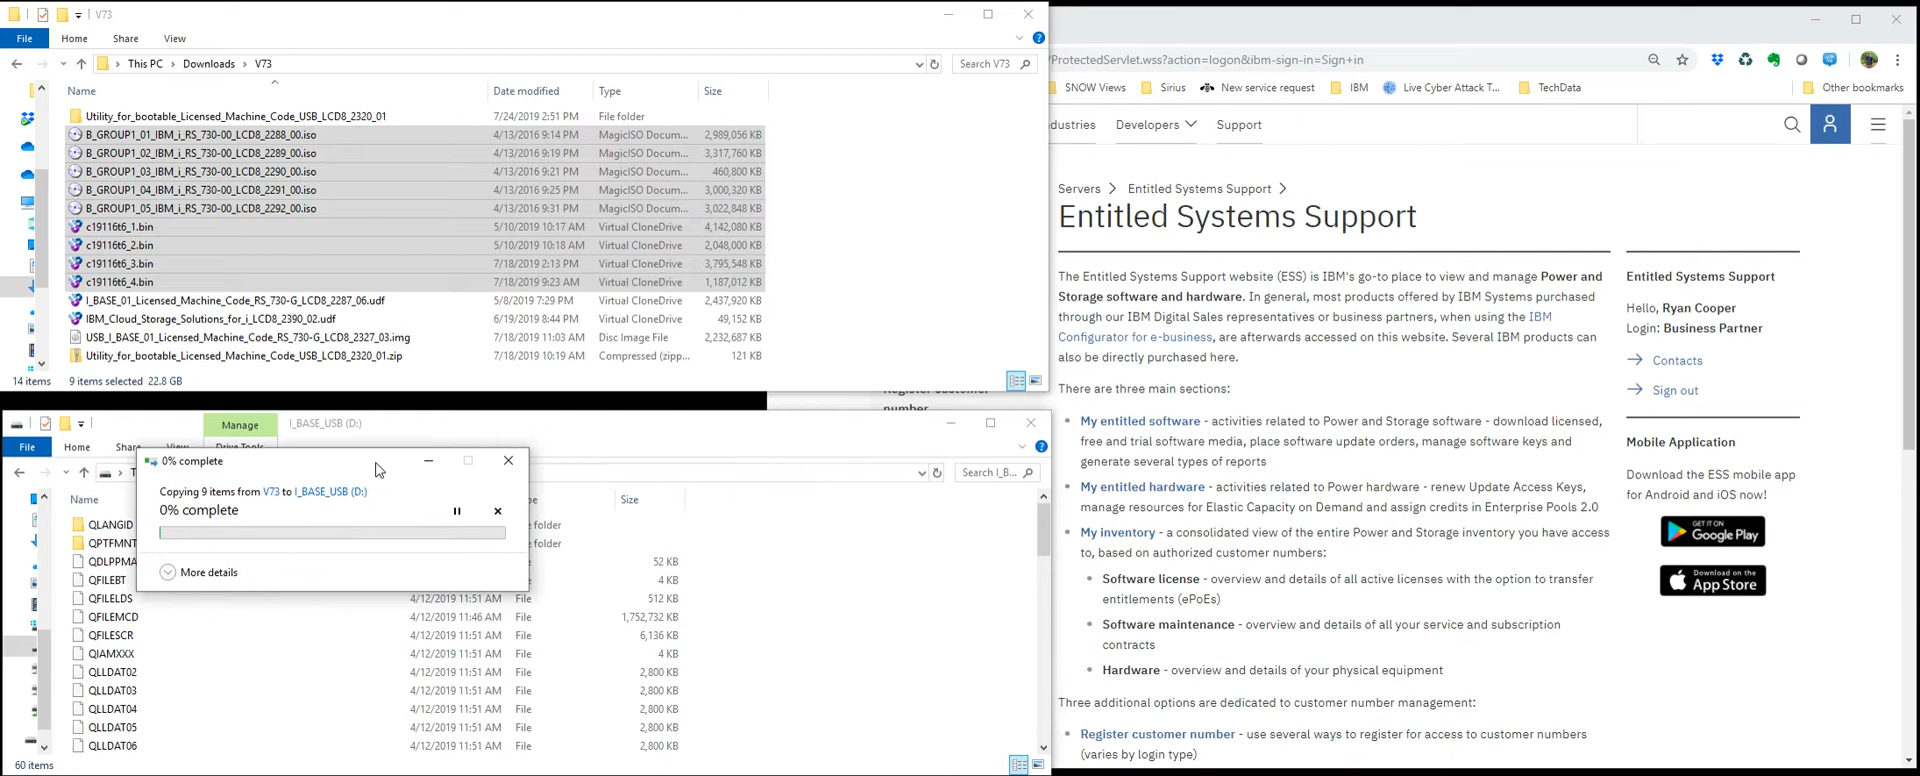 V73
File Home Share View
This PC > Downloads > V73
Search V73
Name Date modified Type Size
Utility_for_bootable_Licensed_Machine_Code_USB_LCD8_2320_01 7/24/2019 2:51 PM File folder
B_GROUP1_01_IBM_i_RS_730-00_LCD8_2288_00.iso 4/13/2016 9:14 PM MagicISO Docum... 2,989,056 KB
B_GROUP1_02_IBM_i_RS_730-00_LCD8_2289_00.iso 4/13/2016 9:19 PM MagicISO Docum... 3,317,760 KB
B_GROUP1_03_IBM_i_RS_730-00_LCD8_2290_00.iso 4/13/2016 9:21 PM MagicISO Docum... 460,800 KB
B_GROUP1_04_IBM_i_RS_730-00_LCD8_2291_00.iso 4/13/2016 9:25 PM MagicISO Docum... 3,000,320 KB
B_GROUP1_05_IBM_i_RS_730-00_LCD8_2292_00.iso 4/13/2016 9:31 PM MagicISO Docum... 3,022,848 KB
c19116t6_1.bin 5/10/2019 10:17 AM Virtual CloneDrive 4,142,080 KB
c19116t6_2.bin 5/10/2019 10:18 AM Virtual CloneDrive 2,048,000 KB
c19116t6_3.bin 7/18/2019 2:13 PM Virtual CloneDrive 3,795,548 KB
c19116t6_4.bin 7/18/2019 9:23 AM Virtual CloneDrive 1,187,012 KB
I_BASE_01_Licensed_Machine_Code_RS_730-G_LCD8_2287_06.udf 5/8/2019 7:29 PM Virtual CloneDrive 2,437,920 KB
IBM_Cloud_Storage_Solutions_for_i_LCD8_2390_02.udf 6/19/2019 8:44 PM Virtual CloneDrive 49,152 KB
USB_I_BASE_01_Licensed_Machine_Code_RS_730-G_LCD8_2327_03.img 7/18/2019 11:03 AM Disc Image File 2,232,687 KB
Utility_for_bootable_Licensed_Machine_Code_USB_LCD8_2320_01.zip 7/18/2019 10:19 AM Compressed (zipp... 121 KB
14 items 9 items selected 22.8 GB
Manage I_BASE_USB (D:)
File Home Share View Drive Tools
Search I_B...
0% complete
Copying 9 items from V73 to I_BASE_USB (D:)
0% complete
More details
Name Size
QLANGID folder
QPTFMNT folder
QDLPPMA 52 KB
QFILEBT 4 KB
QFILELDS 4/12/2019 11:51 AM File 512 KB
QFILEMCD 4/12/2019 11:46 AM File 1,752,732 KB
QFILESCR 4/12/2019 11:51 AM File 6,136 KB
QIAMXXX 4/12/2019 11:51 AM File 4 KB
QLLDAT02 4/12/2019 11:51 AM File 2,800 KB
QLLDAT03 4/12/2019 11:51 AM File 2,800 KB
QLLDAT04 4/12/2019 11:51 AM File 2,800 KB
QLLDAT05 4/12/2019 11:51 AM File 2,800 KB
QLLDAT06 4/12/2019 11:51 AM File 2,800 KB
60 items
/ProtectedServlet.wss?action=logon&ibm-sign-in=Sign+in
SNOW Views Sirius New service request IBM Live Cyber Attack T... TechData Other bookmarks
dustries Developers Support
Servers > Entitled Systems Support >
Entitled Systems Support
The Entitled Systems Support website (ESS) is IBM's go-to place to view and manage Power and
Storage software and hardware. In general, most products offered by IBM Systems purchased
through our IBM Digital Sales representatives or business partners, when using the IBM
Configurator for e-business, are afterwards accessed on this website. Several IBM products can
also be directly purchased here.
There are three main sections:
My entitled software - activities related to Power and Storage software - download licensed,
free and trial software media, place software update orders, manage software keys and
generate several types of reports
My entitled hardware - activities related to Power hardware - renew Update Access Keys,
manage resources for Elastic Capacity on Demand and assign credits in Enterprise Pools 2.0
My inventory - a consolidated view of the entire Power and Storage inventory you have access
to, based on authorized customer numbers:
Software license - overview and details of all active licenses with the option to transfer
entitlements (ePoEs)
Software maintenance - overview and details of all your service and subscription
contracts
Hardware - overview and details of your physical equipment
Three additional options are dedicated to customer number management:
Register customer number - use several ways to register for access to customer numbers
(varies by login type)
Entitled Systems Support
Hello, Ryan Cooper
Login: Business Partner
Contacts
Sign out
Mobile Application
Download the ESS mobile app
for Android and iOS now!
GET IT ON
Google Play
Download on the
App Store